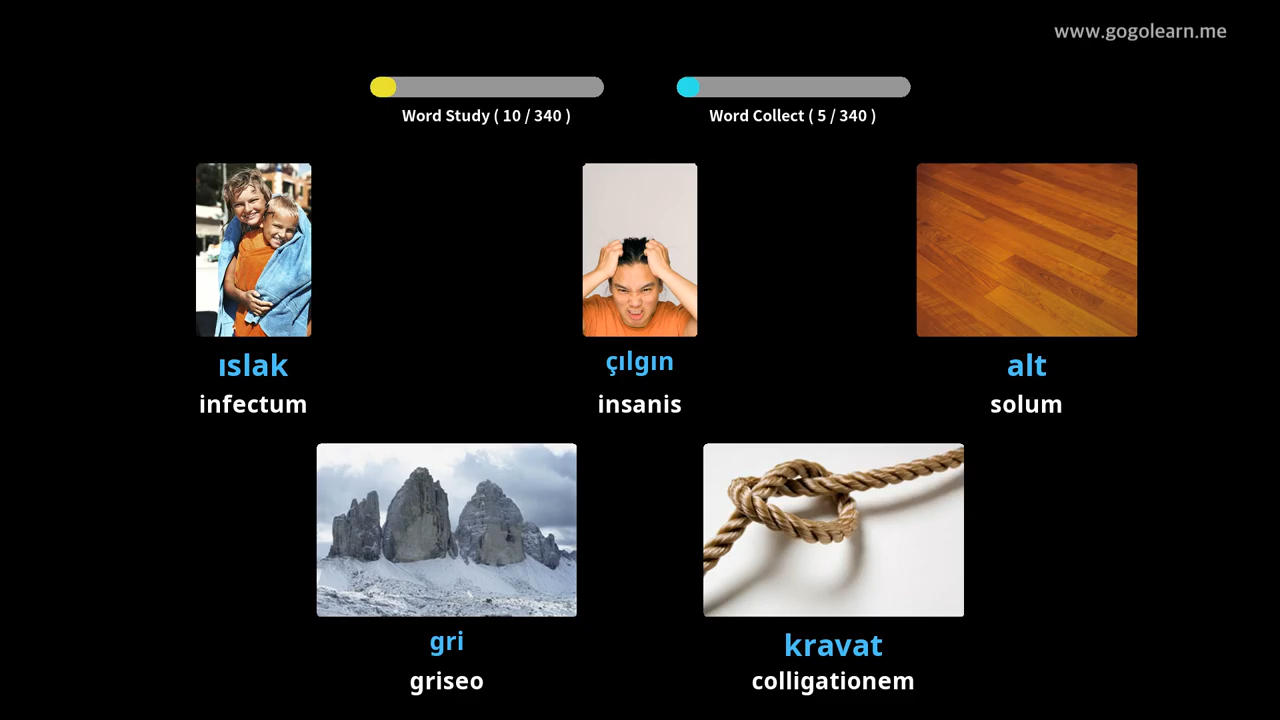 www.gogolearn.me
Word Study ( 10 / 340 )
Word Collect ( 5 / 340 )
ıslak
infectum
çılgın
insanis
alt
solum
gri
griseo
kravat
colligationem